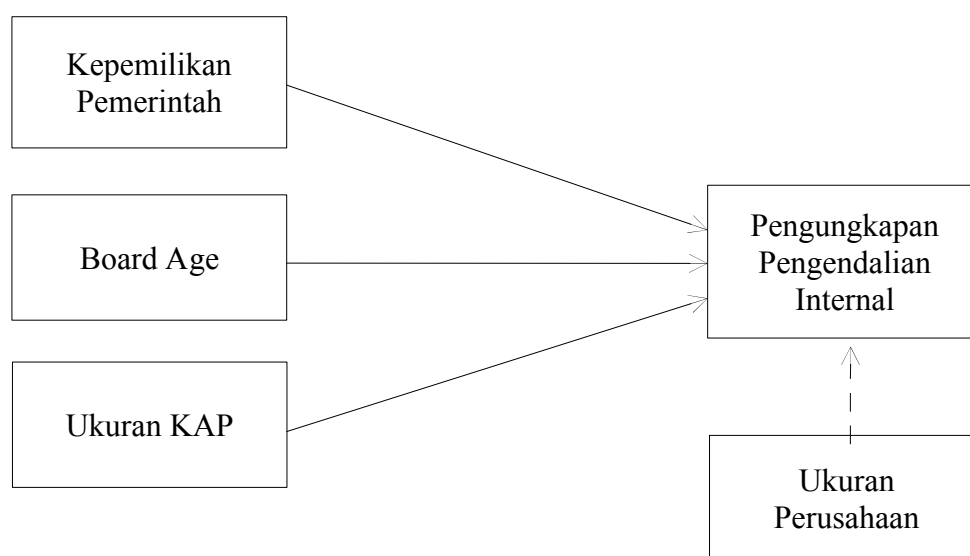 Kepemilikan
Pemerintah
Board Age
Ukuran KAP
Pengungkapan
Pengendalian
Internal
Ukuran
Perusahaan